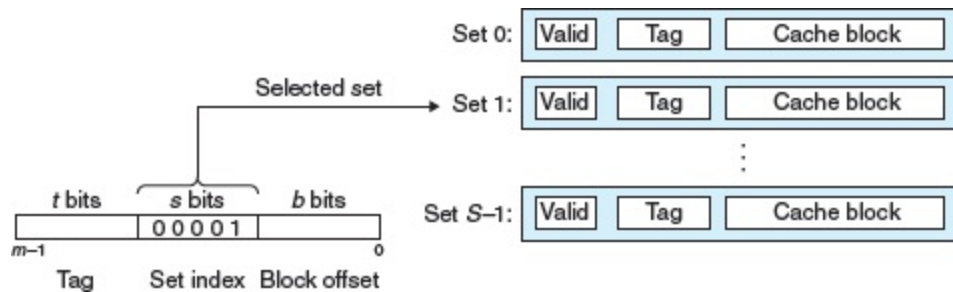 Set 0: Valid Tag Cache block
Selected set
Set 1: Valid Tag Cache block
⋮
t bits s bits b bits
Set S–1: Valid Tag Cache block
0 0 0 0 1
m–1 0
Tag Set index Block offset